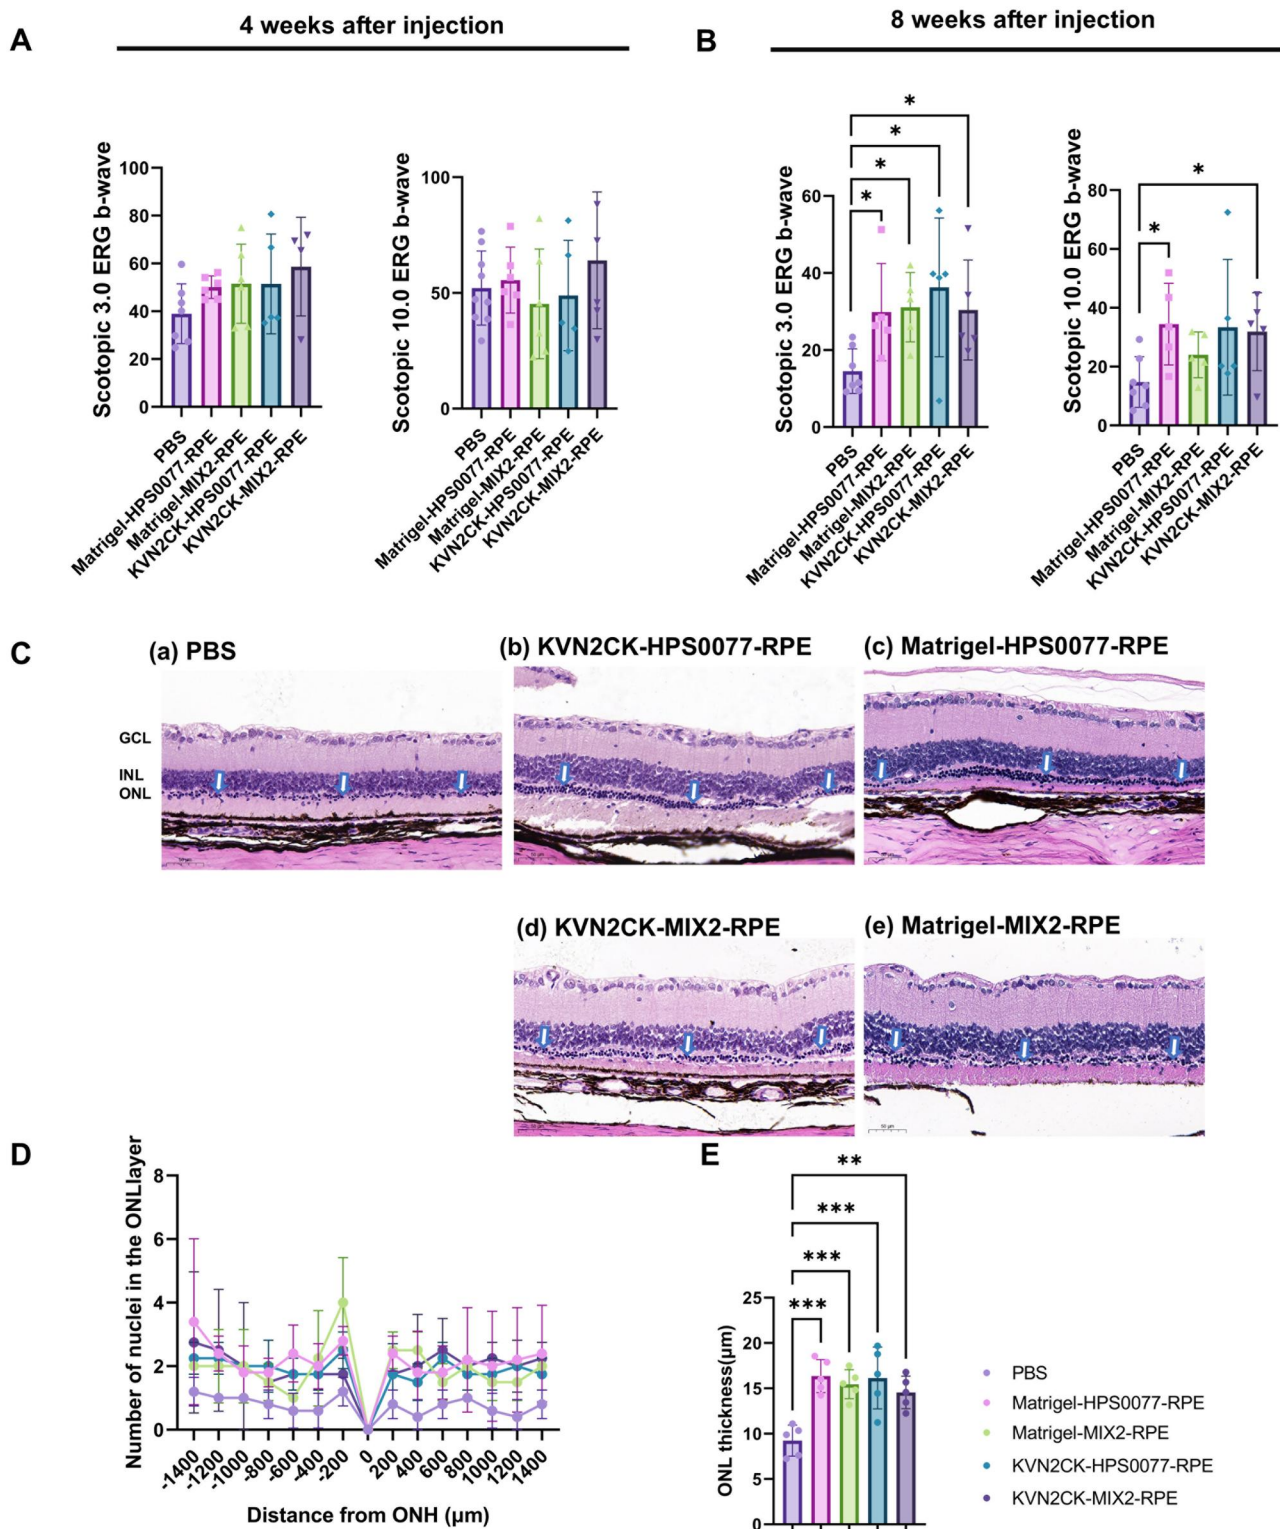 A
4 weeks after injection
B
8 weeks after injection
Scotopic 3.0 ERG b-wave
100
80
60
40
20
0
PBS
Matrigel-HPS0077-RPE
Matrigel-MIX2-RPE
KVN2CK-HPS0077-RPE
KVN2CK-MIX2-RPE
Scotopic 10.0 ERG b-wave
100
50
0
PBS
Matrigel-HPS0077-RPE
Matrigel-MIX2-RPE
KVN2CK-HPS0077-RPE
KVN2CK-MIX2-RPE
Scotopic 3.0 ERG b-wave
*
*
*
*
60
40
20
0
PBS
Matrigel-HPS0077-RPE
Matrigel-MIX2-RPE
KVN2CK-HPS0077-RPE
KVN2CK-MIX2-RPE
Scotopic 10.0 ERG b-wave
*
*
80
60
40
20
0
PBS
Matrigel-HPS0077-RPE
Matrigel-MIX2-RPE
KVN2CK-HPS0077-RPE
KVN2CK-MIX2-RPE
C
(a) PBS
(b) KVN2CK-HPS0077-RPE
(c) Matrigel-HPS0077-RPE
GCL
INL
ONL
(d) KVN2CK-MIX2-RPE
(e) Matrigel-MIX2-RPE
50 µm
D
Number of nuclei in the ONLlayer
8
6
4
2
0
-1400
-1200
-1000
-800
-600
-400
-200
0
200
400
600
800
1000
1200
1400
Distance from ONH (µm)
E
ONL thickness(µm)
**
***
***
***
25
20
15
10
5
0
PBS
Matrigel-HPS0077-RPE
Matrigel-MIX2-RPE
KVN2CK-HPS0077-RPE
KVN2CK-MIX2-RPE